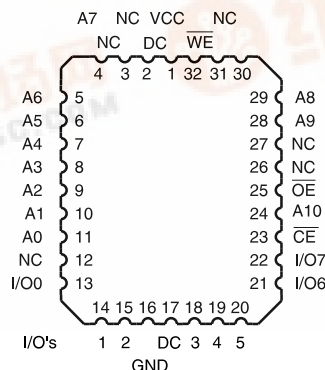 A7 NC VCC NC
NC DC W̅E̅
4 3 2 1 32 31 30
A6 5 29 A8
A5 6 28 A9
A4 7 27 NC
A3 8 26 NC
A2 9 25 O̅E̅
A1 10 24 A10
A0 11 23 C̅E̅
NC 12 22 I/O7
I/O0 13 21 I/O6
14 15 16 17 18 19 20
I/O's 1 2 DC 3 4 5
GND